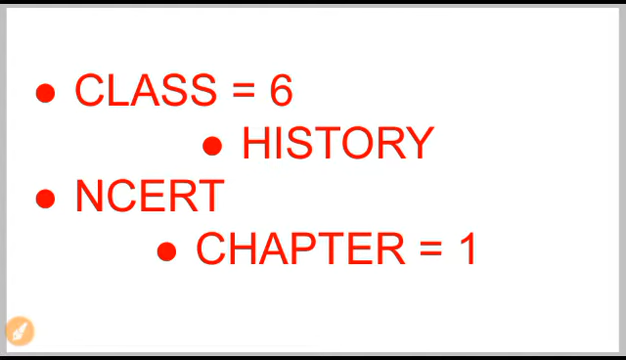 ● CLASS = 6
● HISTORY
● NCERT
● CHAPTER = 1